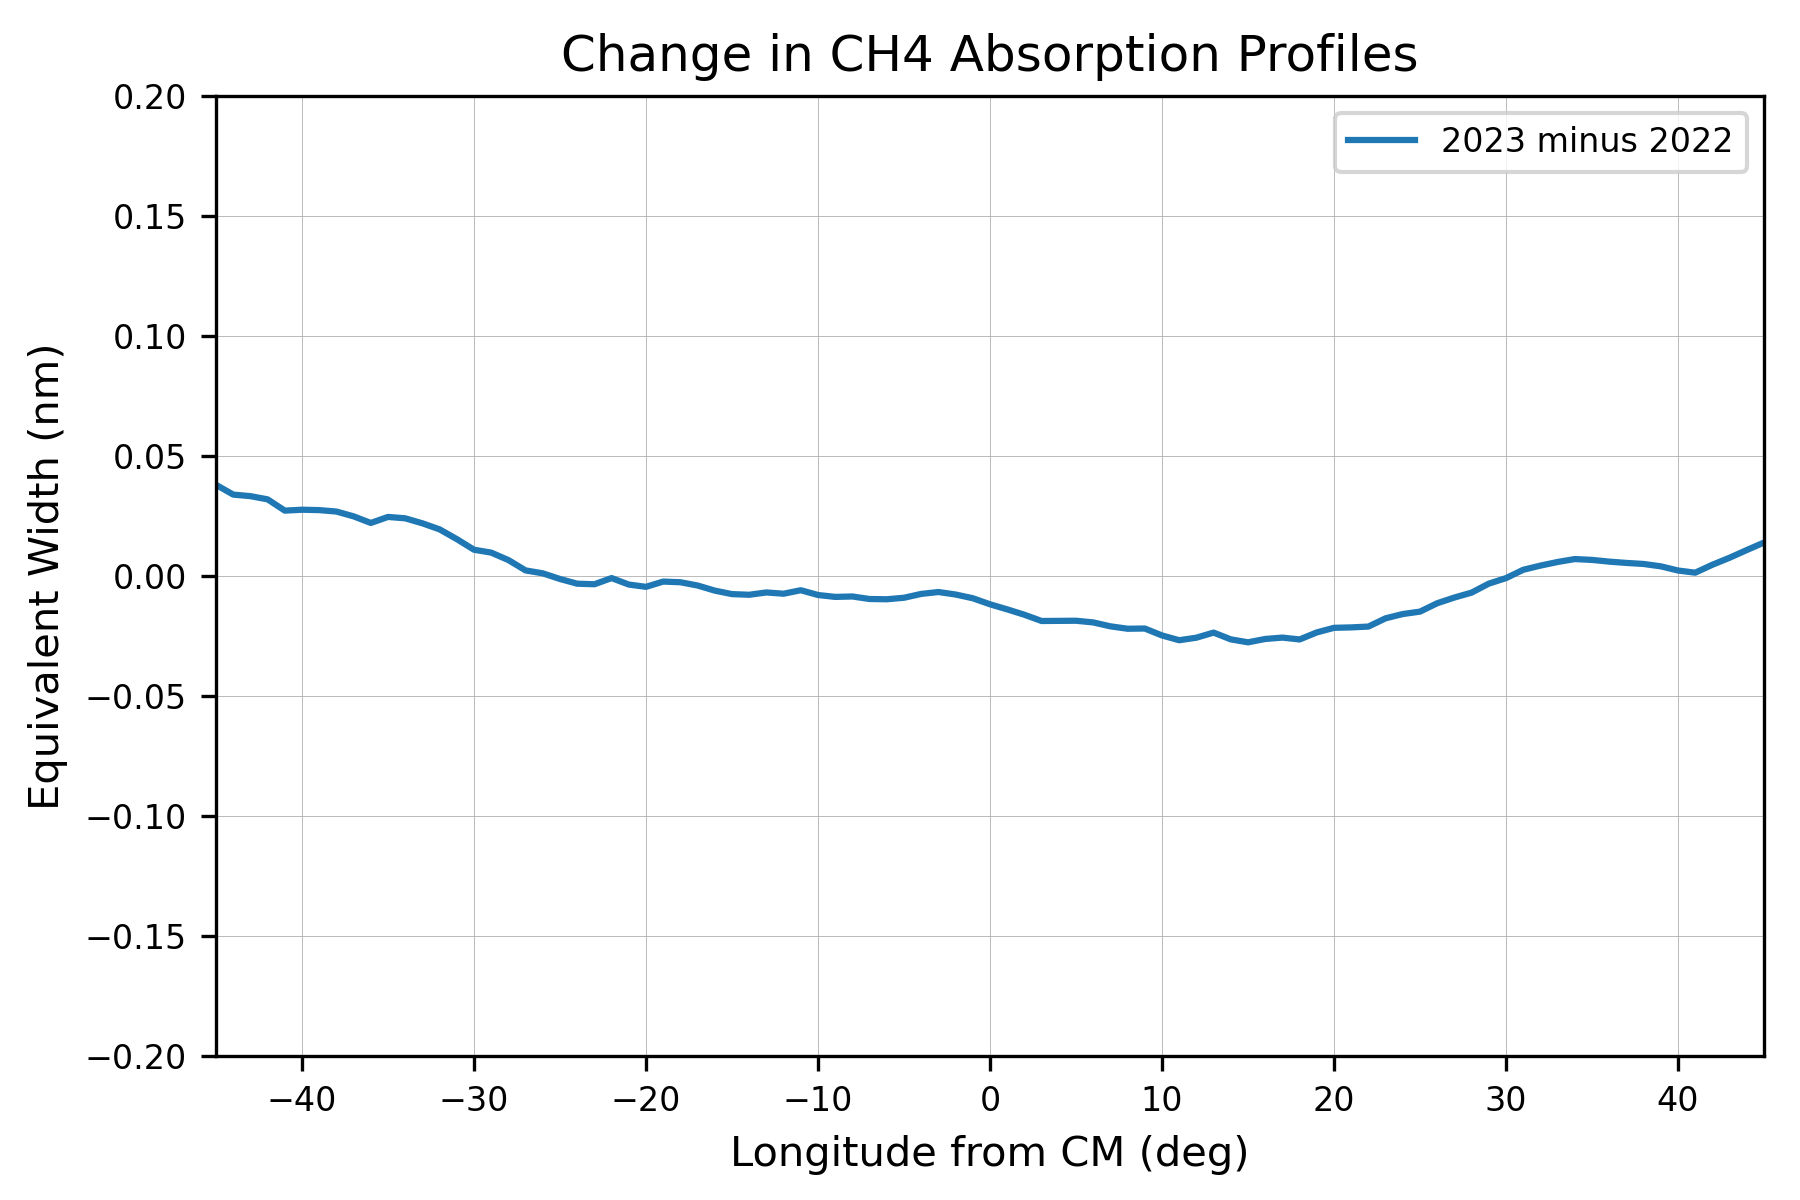 Change in CH4 Absorption Profiles
2023 minus 2022
0.20
0.15
0.10
0.05
0.00
−0.05
−0.10
−0.15
−0.20
Equivalent Width (nm)
−40 −30 −20 −10 0 10 20 30 40
Longitude from CM (deg)